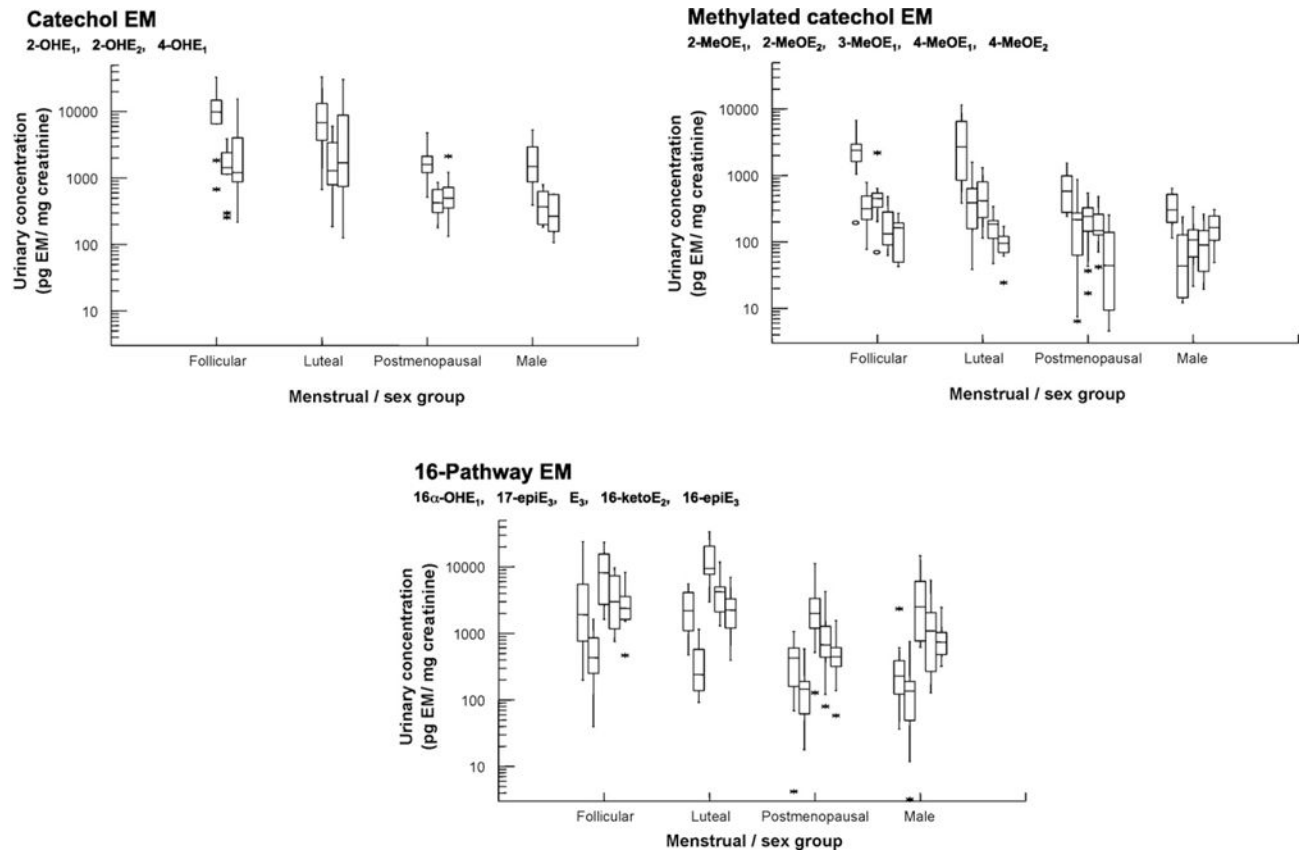 Catechol EM
2-OHE₁, 2-OHE₂, 4-OHE₁
Urinary concentration
(pg EM/ mg creatinine)
10000
1000
100
10
Follicular Luteal Postmenopausal Male
Menstrual / sex group
Methylated catechol EM
2-MeOE₁, 2-MeOE₂, 3-MeOE₁, 4-MeOE₁, 4-MeOE₂
Urinary concentration
(pg EM/ mg creatinine)
10000
1000
100
10
Follicular Luteal Postmenopausal Male
Menstrual / sex group
16-Pathway EM
16α-OHE₁, 17-epiE₃, E₃, 16-ketoE₂, 16-epiE₃
Urinary concentration
(pg EM/ mg creatinine)
10000
1000
100
10
Follicular Luteal Postmenopausal Male
Menstrual / sex group